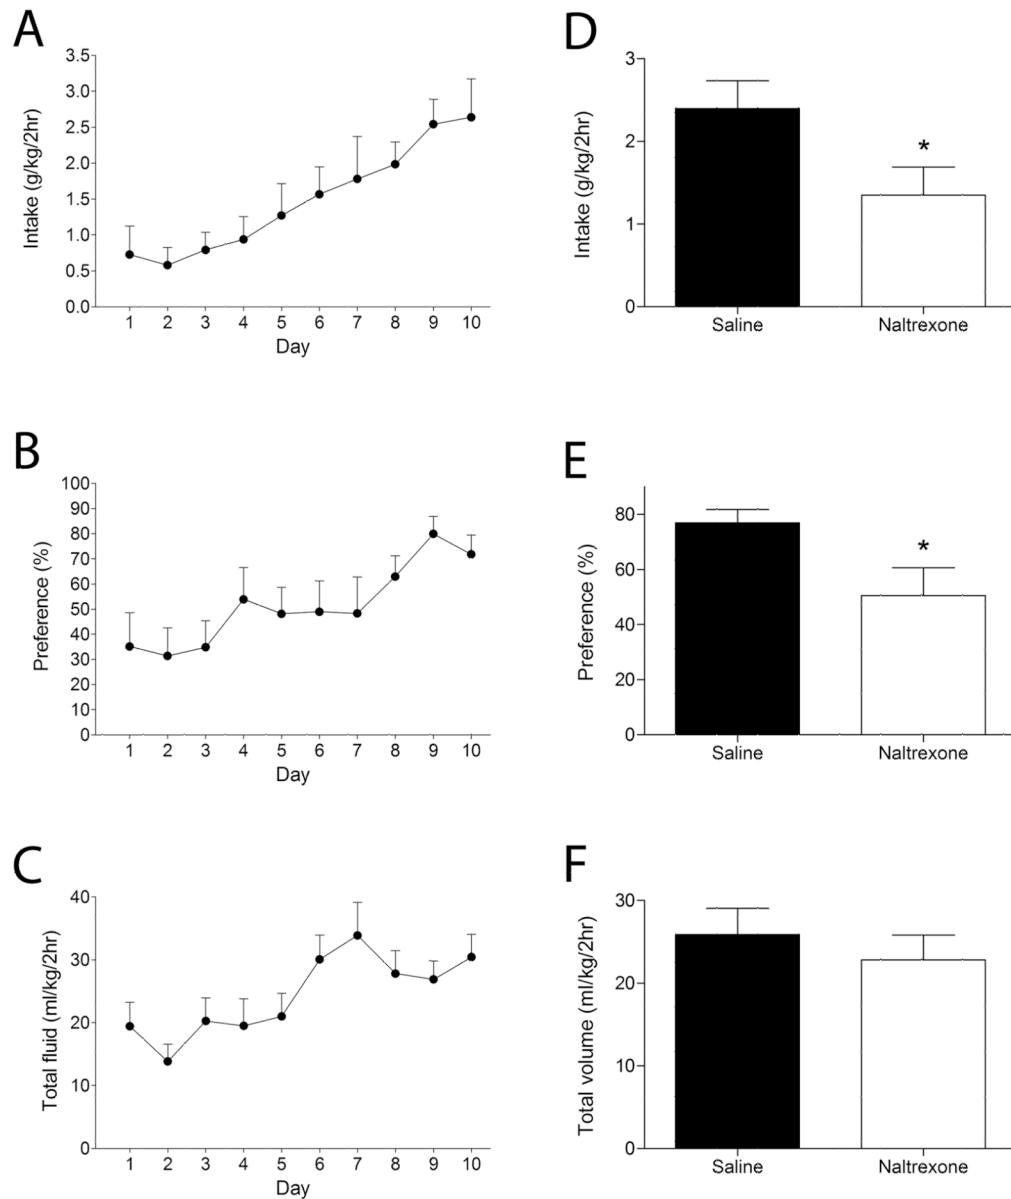 A
Intake (g/kg/2hr)
3.5
3.0
2.5
2.0
1.5
1.0
0.5
0.0
1 2 3 4 5 6 7 8 9 10
Day
D
Intake (g/kg/2hr)
3
2
1
0
*
Saline Naltrexone
B
Preference (%)
100
90
80
70
60
50
40
30
20
10
0
1 2 3 4 5 6 7 8 9 10
Day
E
Preference (%)
80
60
40
20
0
*
Saline Naltrexone
C
Total fluid (ml/kg/2hr)
40
30
20
10
0
1 2 3 4 5 6 7 8 9 10
Day
F
Total volume (ml/kg/2hr)
30
20
10
0
Saline Naltrexone